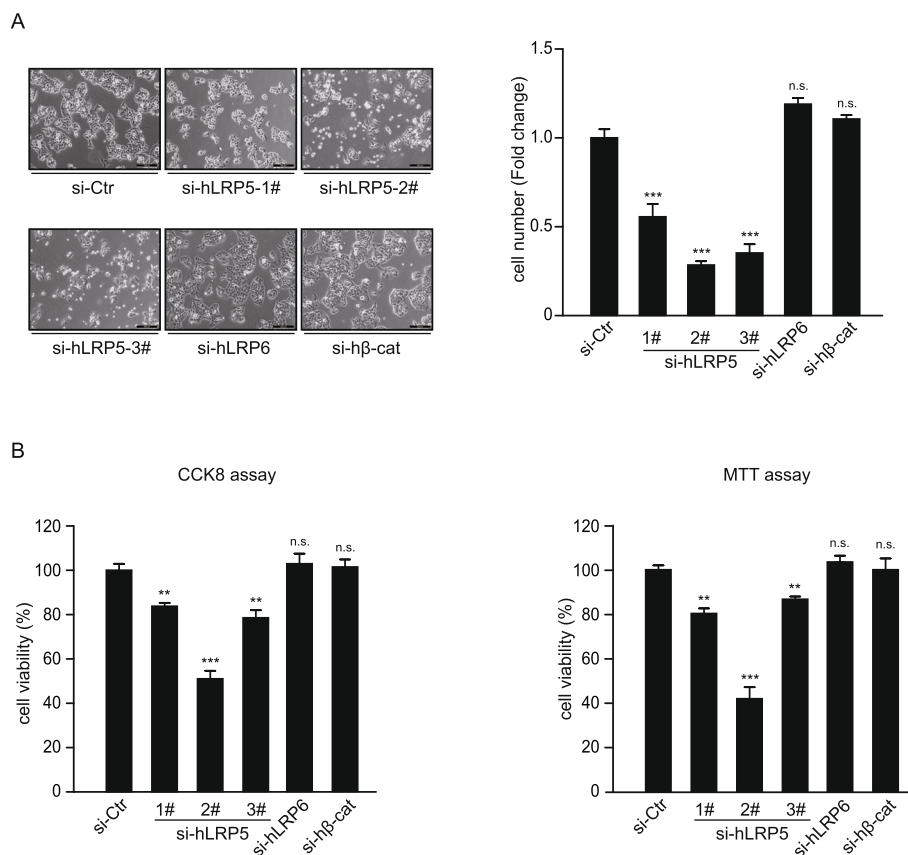 A
si-Ctr
si-hLRP5-1#
si-hLRP5-2#
si-hLRP5-3#
si-hLRP6
si-hβ-cat
cell number (Fold change)
1.5
1.0
0.5
0
***
***
***
n.s.
n.s.
si-Ctr
1#
2#
3#
si-hLRP5
si-hLRP6
si-hβ-cat
B
CCK8 assay
cell viability (%)
120
100
80
60
40
20
0
**
***
**
n.s.
n.s.
si-Ctr
1#
2#
3#
si-hLRP5
si-hLRP6
si-hβ-cat
MTT assay
cell viability (%)
120
100
80
60
40
20
0
**
***
**
n.s.
n.s.
si-Ctr
1#
2#
3#
si-hLRP5
si-hLRP6
si-hβ-cat